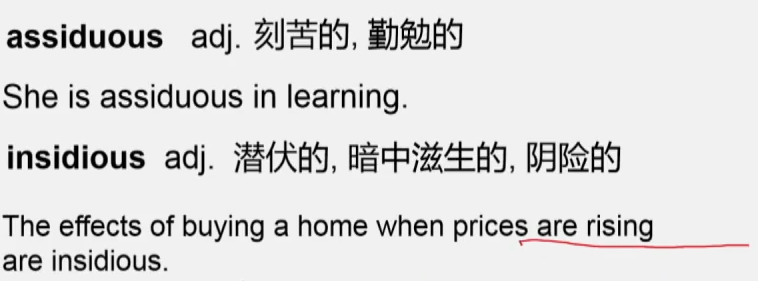 assiduous adj. 刻苦的, 勤勉的
She is assiduous in learning.
insidious adj. 潜伏的, 暗中滋生的, 阴险的
The effects of buying a home when prices are rising
are insidious.